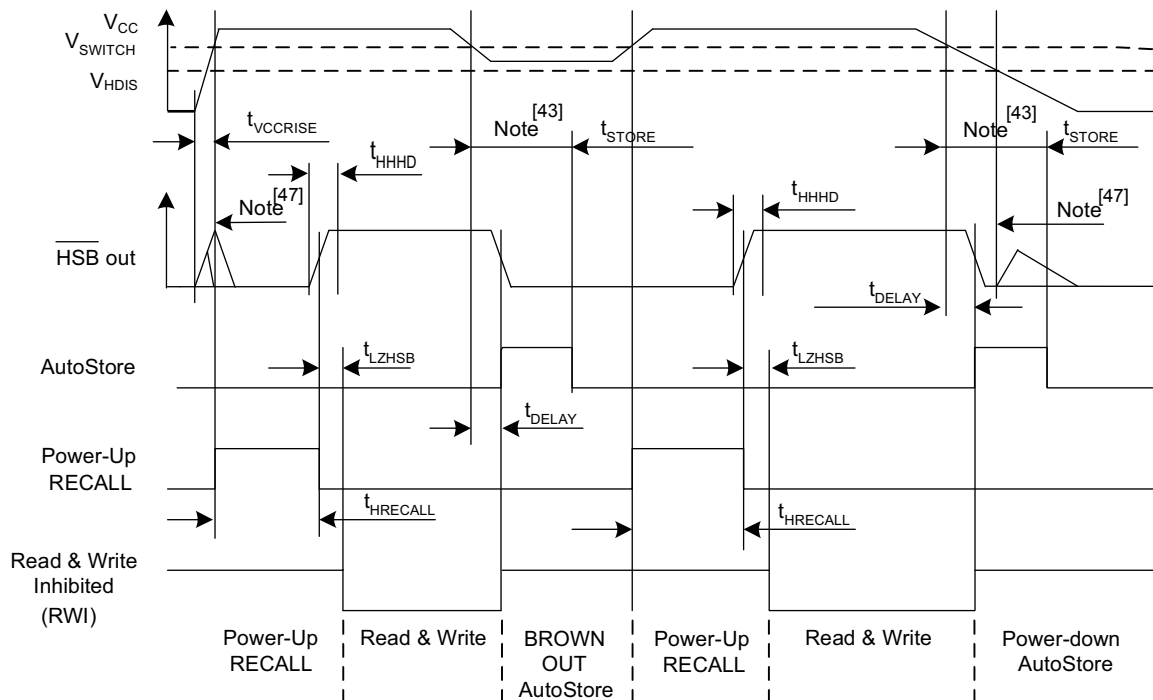 VCC
VSWITCH
VHDIS
tVCCRISE
Note[43]
tSTORE
Note[43]
tSTORE
tHHHD
Note[47]
tHHHD
Note[47]
HSB out
tDELAY
AutoStore
tLZHSB
tLZHSB
tDELAY
Power-Up
RECALL
tHRECALL
tHRECALL
Read & Write
Inhibited
(RWI)
Power-Up
RECALL
Read & Write
BROWN
OUT
AutoStore
Power-Up
RECALL
Read & Write
Power-down
AutoStore